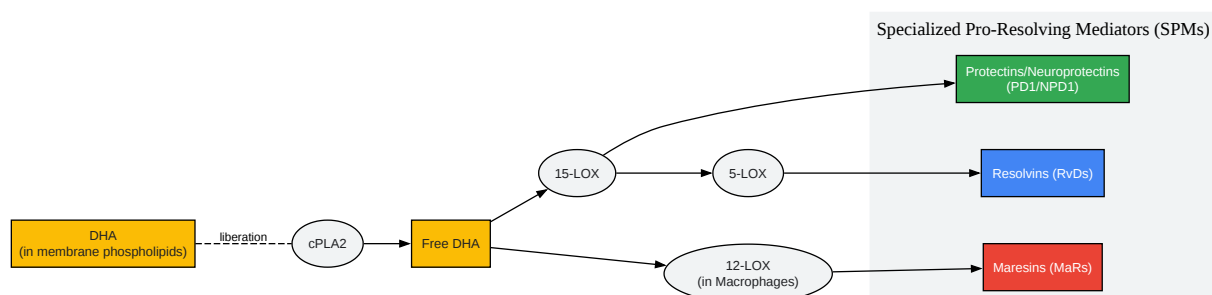 Specialized Pro-Resolving Mediators (SPMs)
Protectins/Neuroprotectins
(PD1/NPD1)
15-LOX
5-LOX
Resolvins (RvDs)
DHA
(in membrane phospholipids)
liberation
cPLA2
Free DHA
12-LOX
(in Macrophages)
Maresins (MaRs)